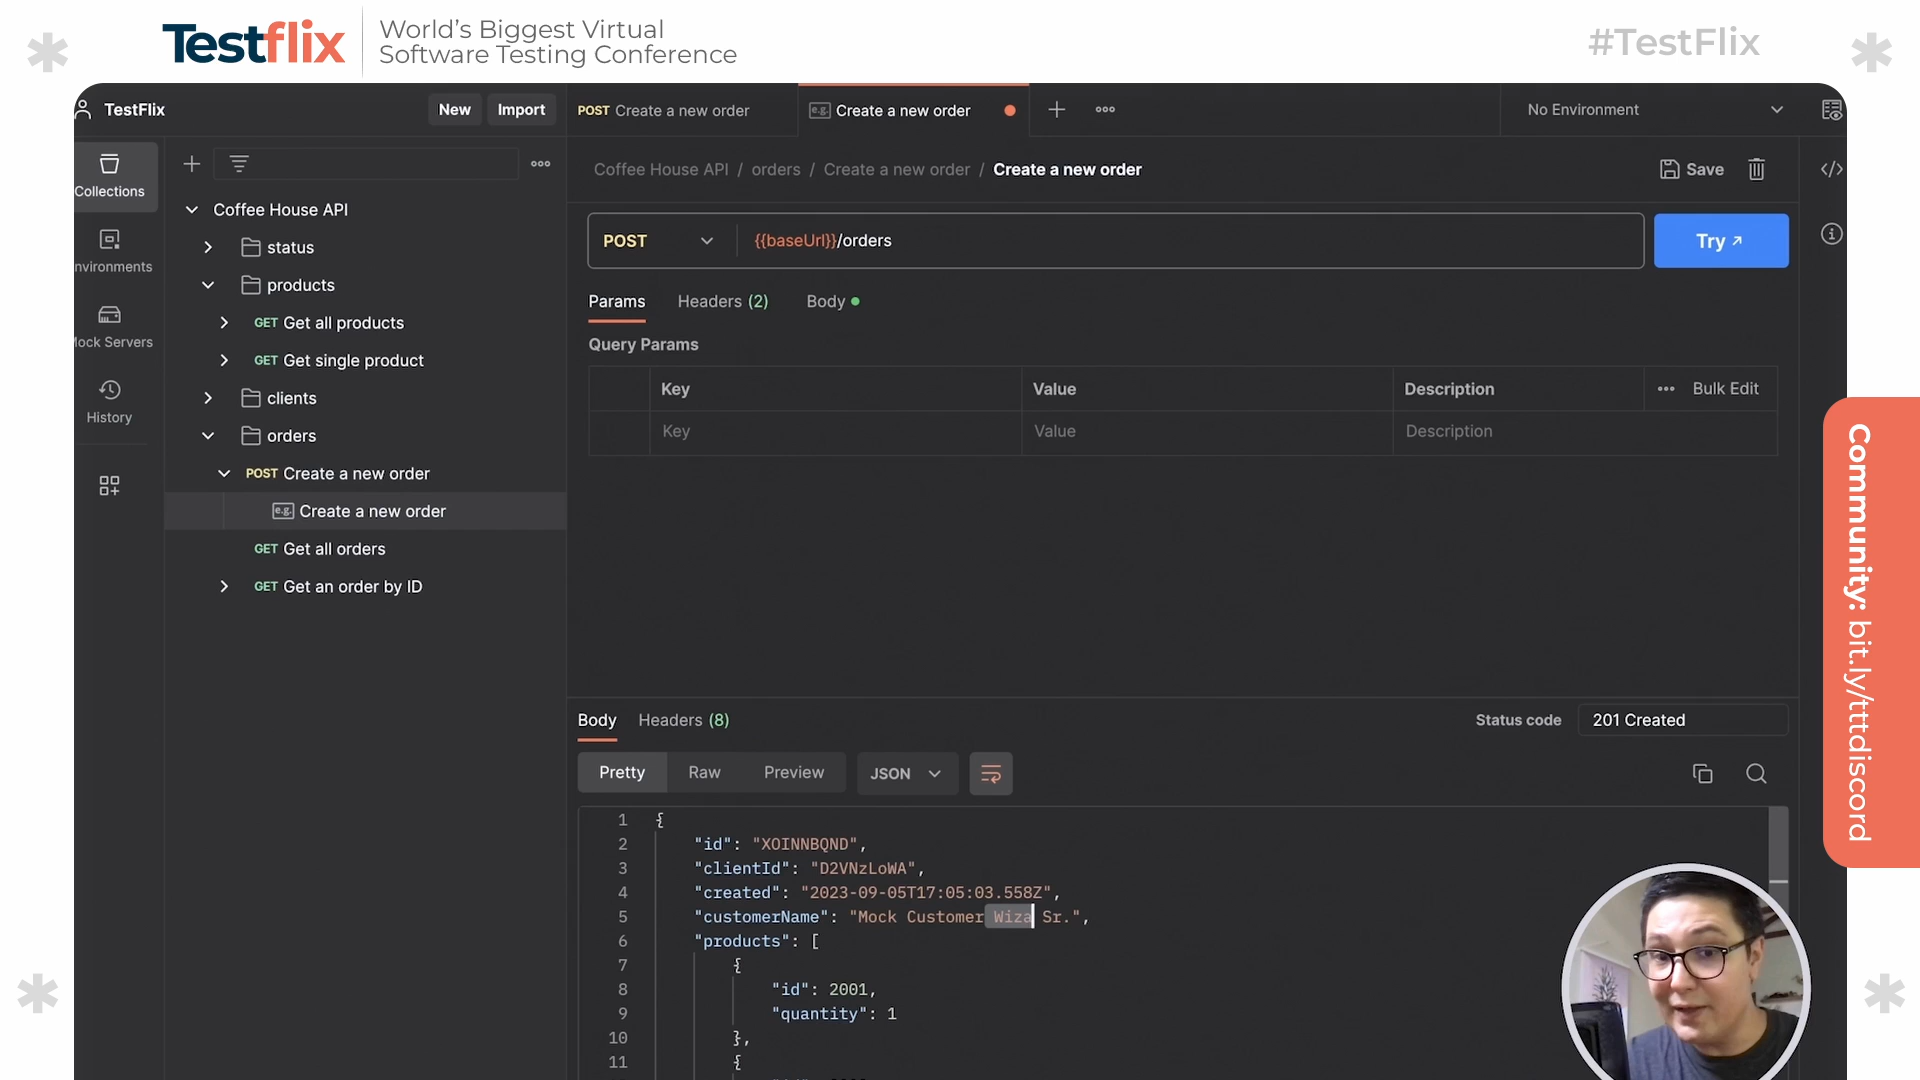 Testflix
World's Biggest Virtual
Software Testing Conference
#TestFlix
TestFlix
New
Import
POST Create a new order
e.g. Create a new order
No Environment
Collections
nvironments
Mock Servers
History
Coffee House API
status
products
GET Get all products
GET Get single product
clients
orders
POST Create a new order
e.g. Create a new order
GET Get all orders
GET Get an order by ID
Coffee House API / orders / Create a new order / Create a new order
Save
POST
{{baseUrl}}/orders
Try
Params
Headers (2)
Body
Query Params
Key
Value
Description
Bulk Edit
Key
Value
Description
Body
Headers (8)
Status code
201 Created
Pretty
Raw
Preview
JSON
1 {
2 "id": "XOINNBQND",
3 "clientId": "D2VNzLoWA",
4 "created": "2023-09-05T17:05:03.558Z",
5 "customerName": "Mock Customer Wiza Sr.",
6 "products": [
7 {
8 "id": 2001,
9 "quantity": 1
10 },
11 {
Community: bit.ly/tttdiscord